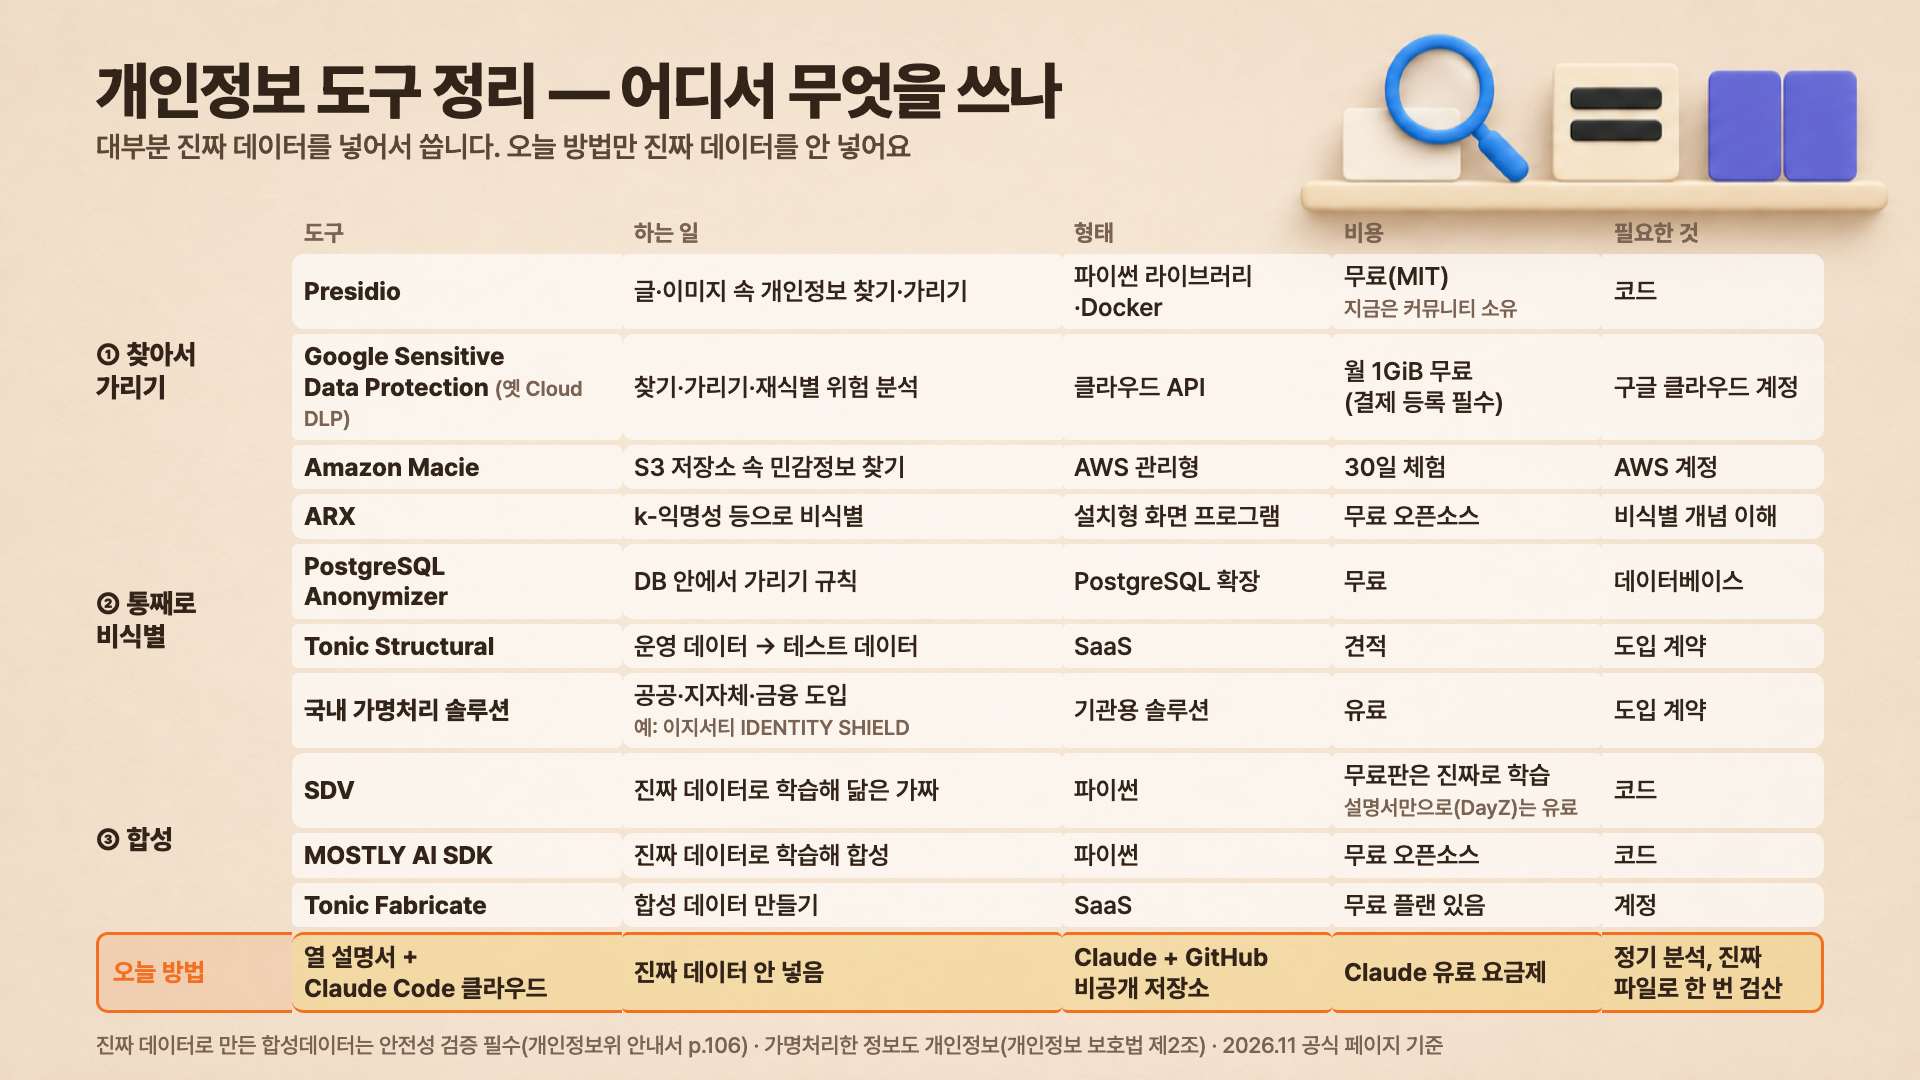 개인정보 도구 정리 — 어디서 무엇을 쓰나
대부분 진짜 데이터를 넣어서 씁니다. 오늘 방법만 진짜 데이터를 안 넣어요
도구
하는 일
형태
비용
필요한 것
① 찾아서
가리기
Presidio
글·이미지 속 개인정보 찾기·가리기
파이썬 라이브러리
·Docker
무료(MIT)
지금은 커뮤니티 소유
코드
Google Sensitive
Data Protection (옛 Cloud
DLP)
찾기·가리기·재식별 위험 분석
클라우드 API
월 1GiB 무료
(결제 등록 필수)
구글 클라우드 계정
Amazon Macie
S3 저장소 속 민감정보 찾기
AWS 관리형
30일 체험
AWS 계정
② 통째로
비식별
ARX
k-익명성 등으로 비식별
설치형 화면 프로그램
무료 오픈소스
비식별 개념 이해
PostgreSQL
Anonymizer
DB 안에서 가리기 규칙
PostgreSQL 확장
무료
데이터베이스
Tonic Structural
운영 데이터 → 테스트 데이터
SaaS
견적
도입 계약
국내 가명처리 솔루션
공공·지자체·금융 도입
예: 이지서티 IDENTITY SHIELD
기관용 솔루션
유료
도입 계약
③ 합성
SDV
진짜 데이터로 학습해 닮은 가짜
파이썬
무료판은 진짜로 학습
설명서만으로(DayZ)는 유료
코드
MOSTLY AI SDK
진짜 데이터로 학습해 합성
파이썬
무료 오픈소스
코드
Tonic Fabricate
합성 데이터 만들기
SaaS
무료 플랜 있음
계정
오늘 방법
열 설명서 +
Claude Code 클라우드
진짜 데이터 안 넣음
Claude + GitHub
비공개 저장소
Claude 유료 요금제
정기 분석, 진짜
파일로 한 번 검산
진짜 데이터로 만든 합성데이터는 안전성 검증 필수(개인정보위 안내서 p.106) · 가명처리한 정보도 개인정보(개인정보 보호법 제2조) · 2026.11 공식 페이지 기준